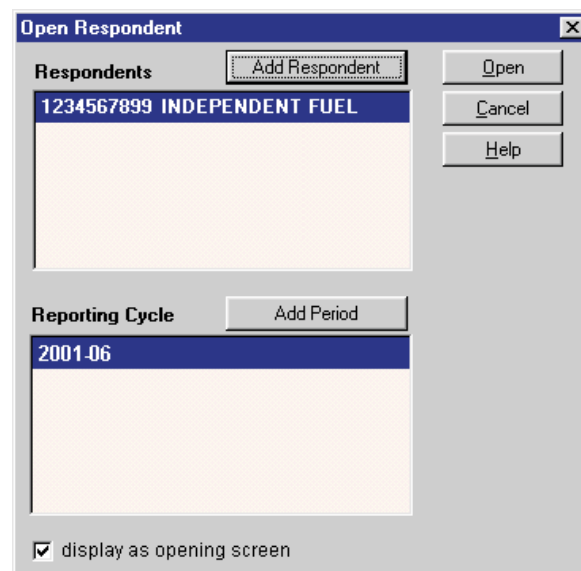 Open Respondent
Respondents
Add Respondent
Open
1234567899 INDEPENDENT FUEL
Cancel
Help
Reporting Cycle
Add Period
2001-06
display as opening screen